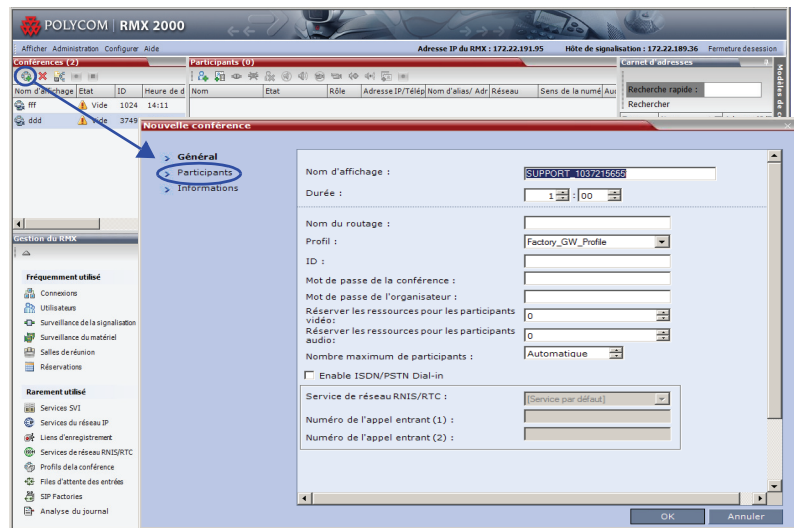 POLYCOM | RMX 2000
Afficher Administration Configurer Aide
Adresse IP du RMX : 172.22.191.95 Hôte de signalisation : 172.22.189.36 Fermeture de session
Conférences (2)
Participants (0)
Carnet d'adresses
Modèles de c
Nom d'affichage Etat ID Heure de d
Nom Etat Rôle Adresse IP/Télép Nom d'alias/ Adr Réseau Sens de la numé Aud
Recherche rapide :
Rechercher
fff Vide 1024 14:11
ddd Vide 3749
Nouvelle conférence
Général
Participants
Informations
Nom d'affichage : SUPPORT_1037215655
Durée : 1 : 00
Nom du routage :
Profil : Factory_GW_Profile
ID :
Mot de passe de la conférence :
Mot de passe de l'organisateur :
Réserver les ressources pour les participants
vidéo: 0
Réserver les ressources pour les participants
audio: 0
Nombre maximum de participants : Automatique
Enable ISDN/PSTN Dial-in
Service de réseau RNIS/RTC : [Service par défaut]
Numéro de l'appel entrant (1) :
Numéro de l'appel entrant (2) :
OK Annuler
Gestion du RMX
Fréquemment utilisé
Connexions
Utilisateurs
Surveillance de la signalisation
Surveillance du matériel
Salles de réunion
Réservations
Rarement utilisé
Services SVI
Services du réseau IP
Liens d'enregistrement
Services de réseau RNIS/RTC
Profils de la conférence
Files d'attente des entrées
SIP Factories
Analyse du journal